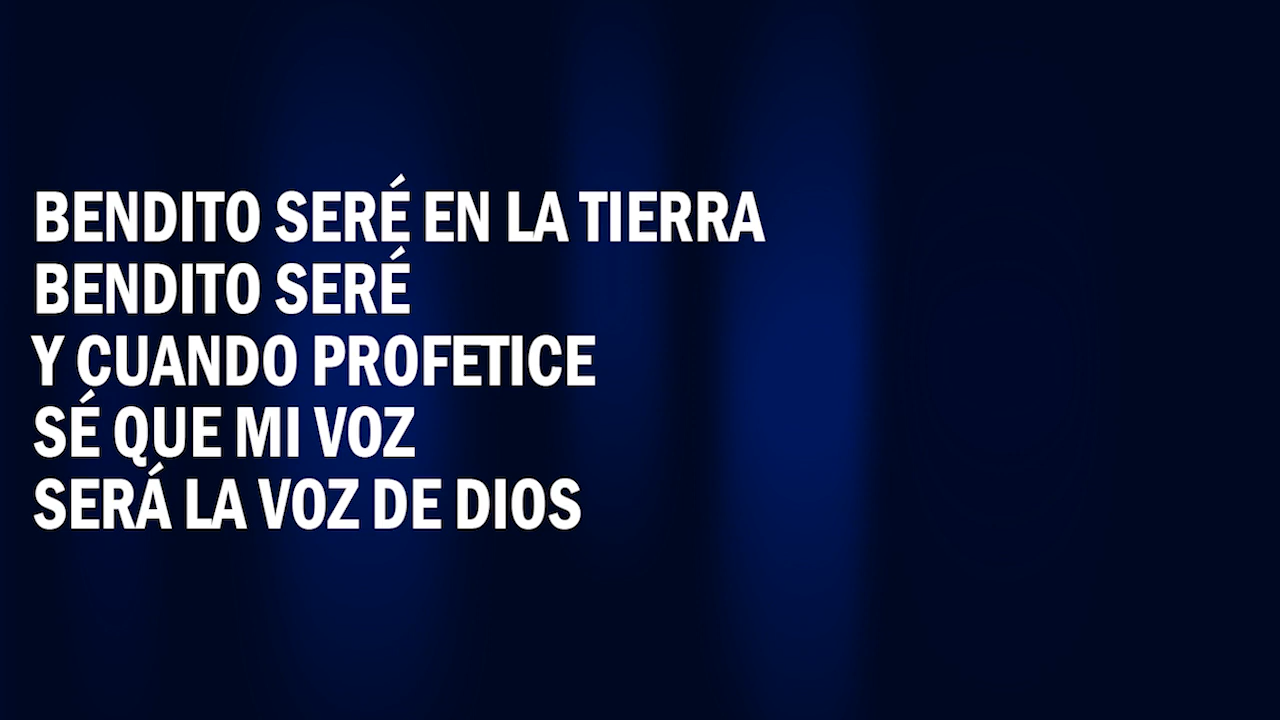 BENDITO SERÉ EN LA TIERRA
BENDITO SERÉ
Y CUANDO PROFETICE
SÉ QUE MI VOZ
SERÁ LA VOZ DE DIOS